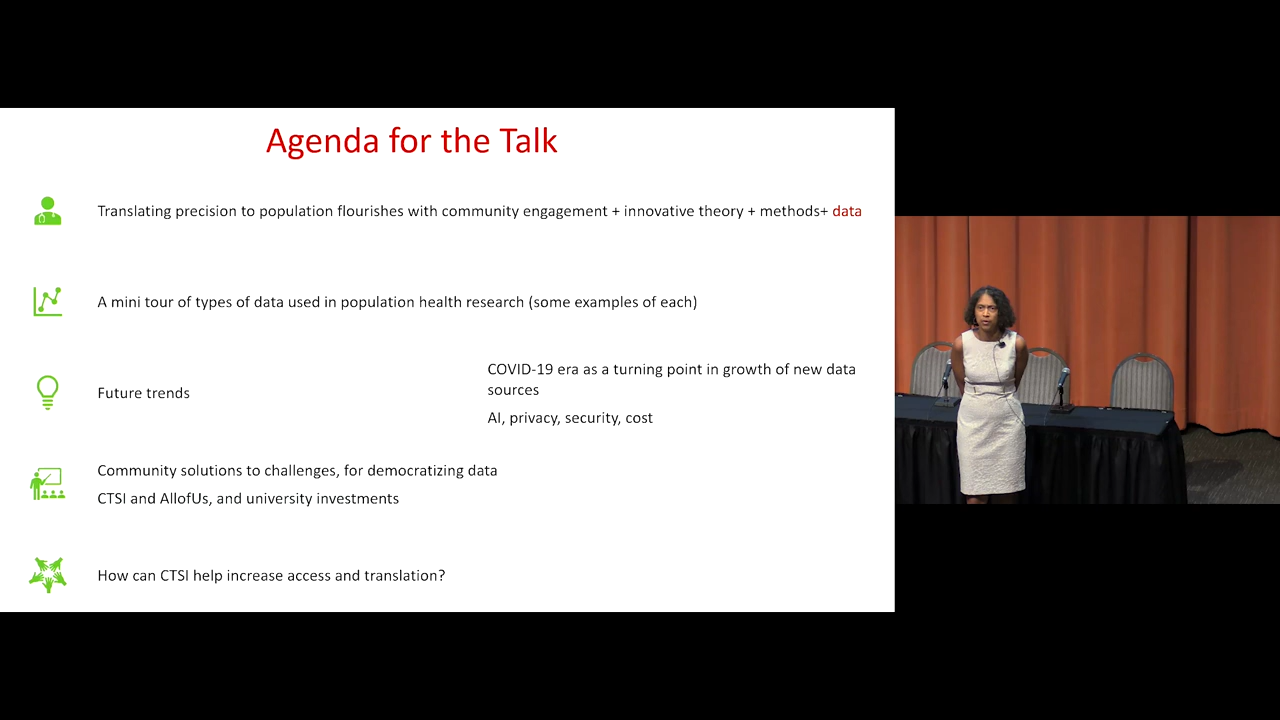 Agenda for the Talk
Translating precision to population flourishes with community engagement + innovative theory + methods+ data
A mini tour of types of data used in population health research (some examples of each)
Future trends
COVID-19 era as a turning point in growth of new data
sources
AI, privacy, security, cost
Community solutions to challenges, for democratizing data
CTSI and AllofUs, and university investments
How can CTSI help increase access and translation?